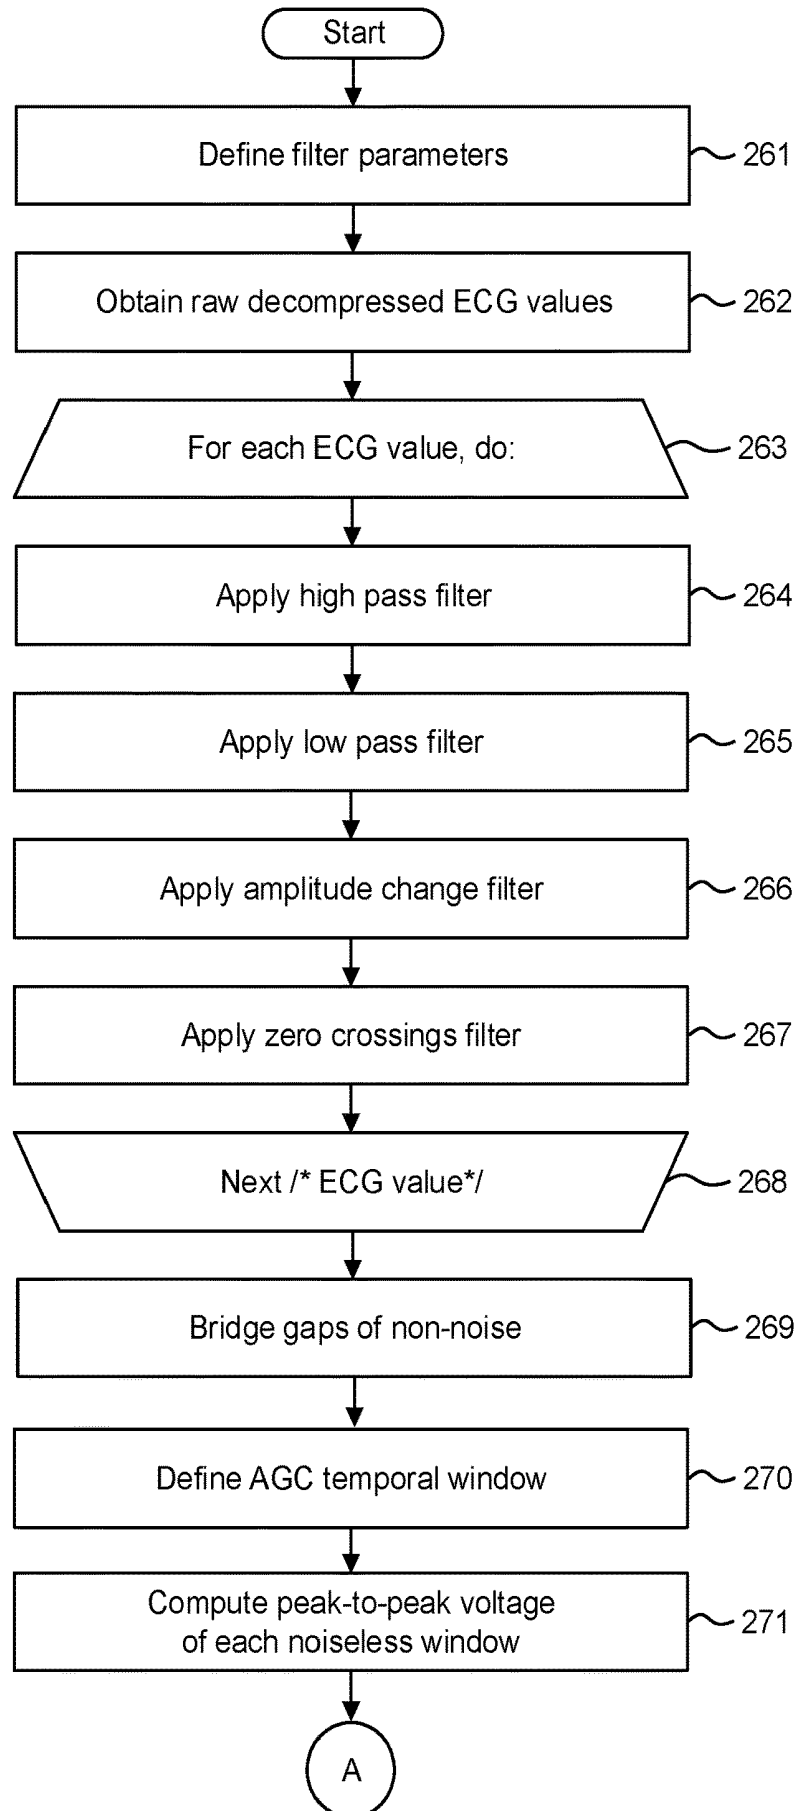 Start
Define filter parameters
261
Obtain raw decompressed ECG values
262
For each ECG value, do:
263
Apply high pass filter
264
Apply low pass filter
265
Apply amplitude change filter
266
Apply zero crossings filter
267
Next /* ECG value*/
268
Bridge gaps of non-noise
269
Define AGC temporal window
270
Compute peak-to-peak voltage
of each noiseless window
271
A